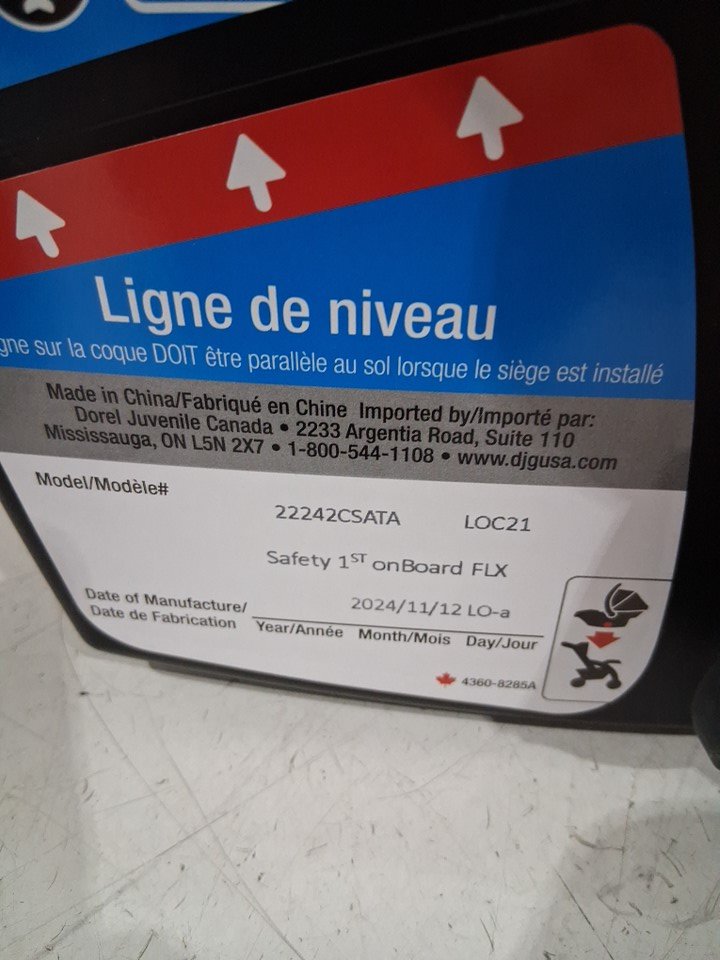 Ligne de niveau
gne sur la coque DOIT être parallèle au sol lorsque le siège est installé
Made in China/Fabriqué en Chine Imported by/Importé par:
Dorel Juvenile Canada • 2233 Argentia Road, Suite 110
Mississauga, ON L5N 2X7 • 1-800-544-1108 • www.djgusa.com
Model/Modèle#
22242CSATA LOC21
Safety 1ST onBoard FLX
Date of Manufacture/ 2024/11/12 LO-a
Date de Fabrication Year/Année Month/Mois Day/Jour
4360-8285A